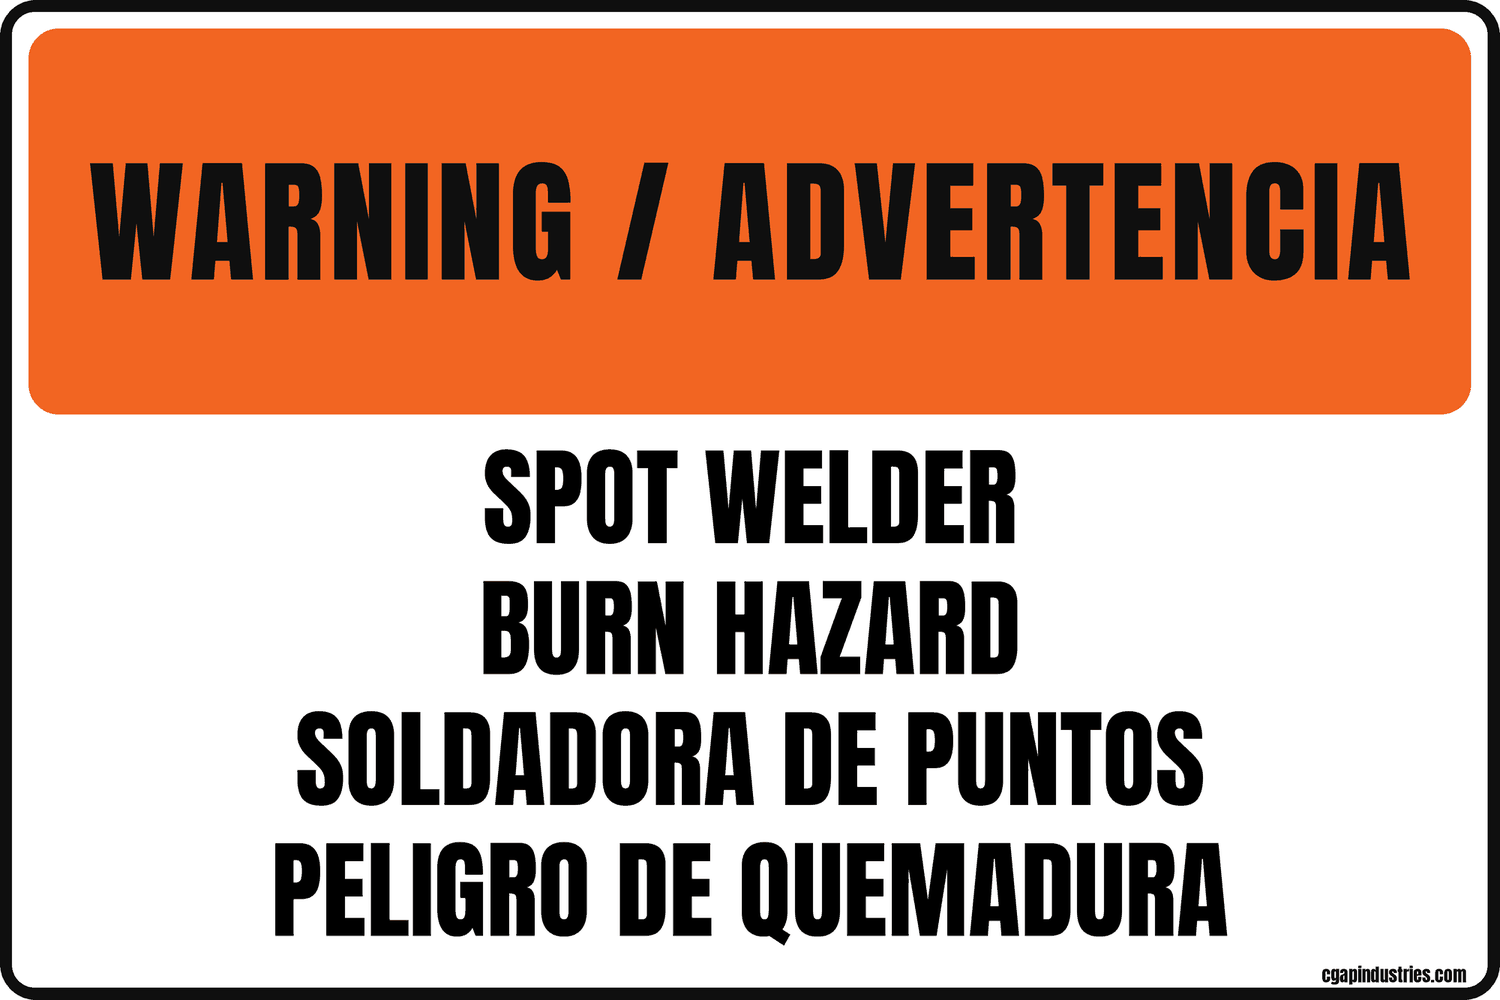 WARNING / ADVERTENCIA
SPOT WELDER
BURN HAZARD
SOLDADORA DE PUNTOS
PELIGRO DE QUEMADURA
cgapindustries.com